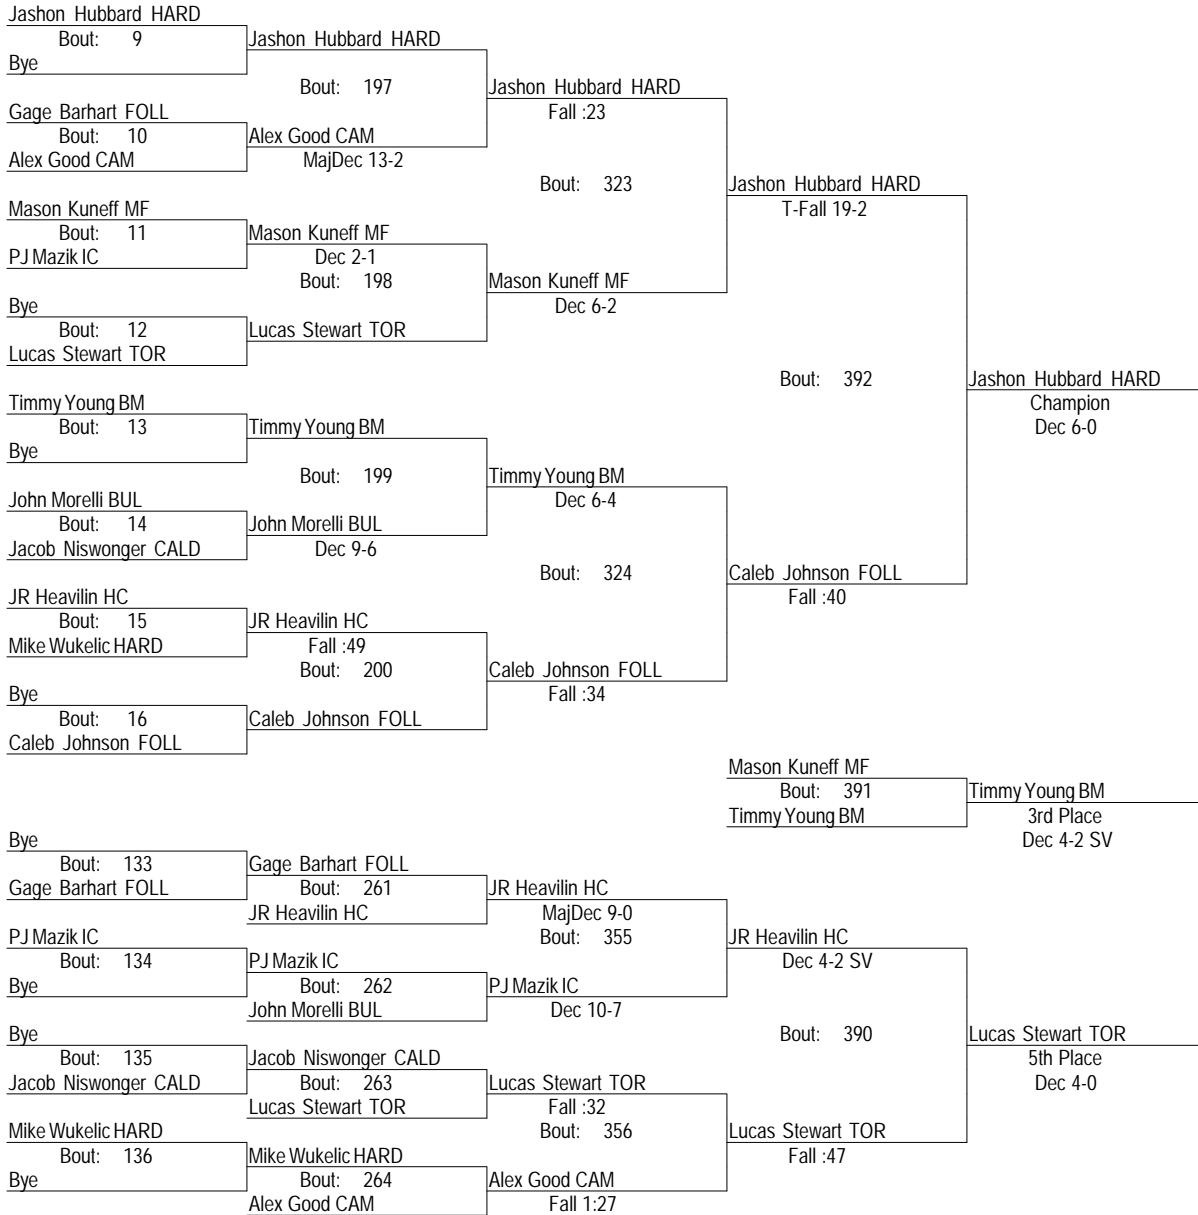 Jashon Hubbard HARD
Bout: 9
Jashon Hubbard HARD
Bye
Bout: 197
Jashon Hubbard HARD
Gage Barhart FOLL
Fall :23
Bout: 10
Alex Good CAM
Alex Good CAM
MajDec 13-2
Bout: 323
Jashon Hubbard HARD
Mason Kuneff MF
T-Fall 19-2
Bout: 11
Mason Kuneff MF
PJ Mazik IC
Dec 2-1
Bout: 198
Mason Kuneff MF
Bye
Dec 6-2
Bout: 12
Lucas Stewart TOR
Lucas Stewart TOR
Bout: 392
Jashon Hubbard HARD
Timmy Young BM
Champion
Bout: 13
Timmy Young BM
Dec 6-0
Bye
Bout: 199
Timmy Young BM
John Morelli BUL
Dec 6-4
Bout: 14
John Morelli BUL
Jacob Niswonger CALD
Dec 9-6
Bout: 324
Caleb Johnson FOLL
JR Heavilin HC
Fall :40
Bout: 15
JR Heavilin HC
Mike Wukelic HARD
Fall :49
Bout: 200
Caleb Johnson FOLL
Bye
Fall :34
Bout: 16
Caleb Johnson FOLL
Caleb Johnson FOLL
Mason Kuneff MF
Bout: 391
Timmy Young BM
Timmy Young BM
3rd Place
Bye
Dec 4-2 SV
Bout: 133
Gage Barhart FOLL
Gage Barhart FOLL
Bout: 261
JR Heavilin HC
JR Heavilin HC
MajDec 9-0
PJ Mazik IC
Bout: 355
JR Heavilin HC
Bout: 134
PJ Mazik IC
Dec 4-2 SV
Bye
Bout: 262
PJ Mazik IC
John Morelli BUL
Dec 10-7
Bye
Bout: 390
Lucas Stewart TOR
Bout: 135
Jacob Niswonger CALD
5th Place
Jacob Niswonger CALD
Bout: 263
Lucas Stewart TOR
Dec 4-0
Lucas Stewart TOR
Fall :32
Mike Wukelic HARD
Bout: 356
Lucas Stewart TOR
Bout: 136
Mike Wukelic HARD
Fall :47
Bye
Bout: 264
Alex Good CAM
Alex Good CAM
Fall 1:27